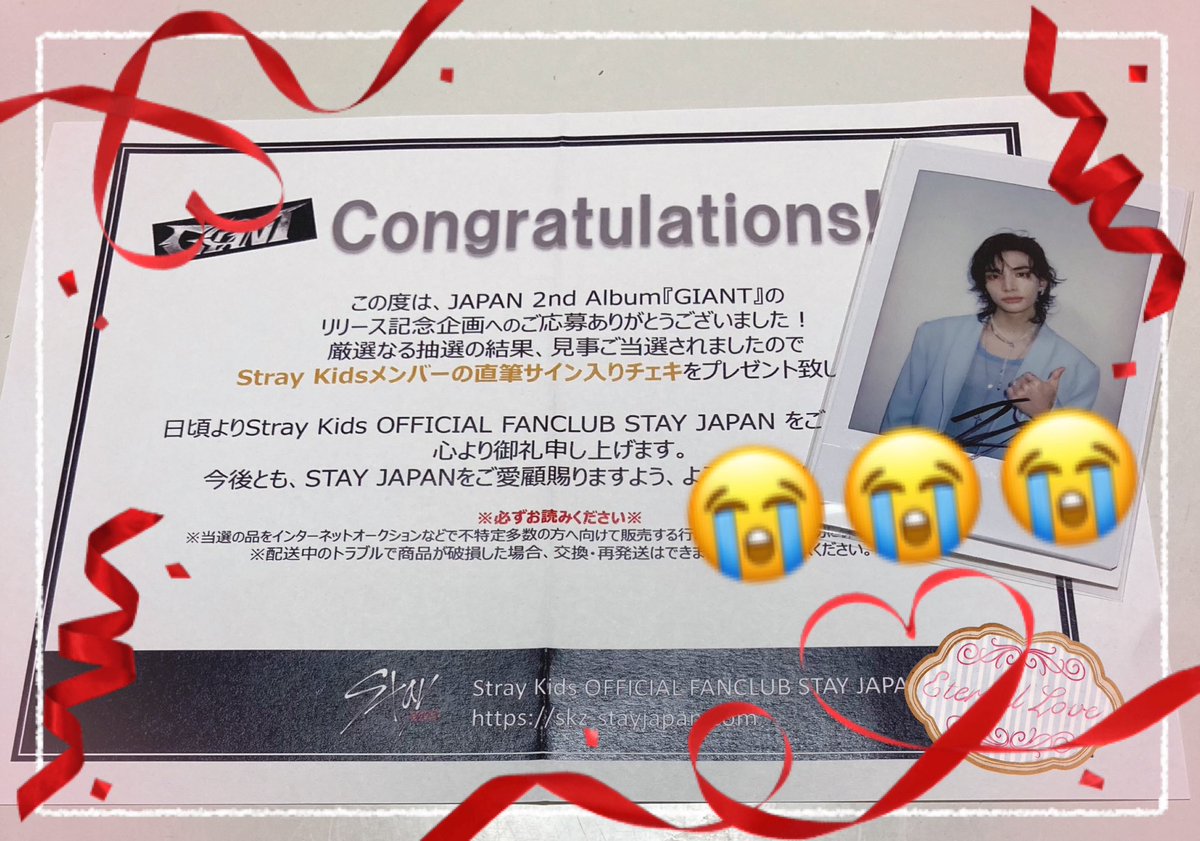 GIANT
Congratulations!
この度は、JAPAN 2nd Album『GIANT』の
リリース記念企画へのご応募ありがとうございました！
厳選なる抽選の結果、見事ご当選されましたので
Stray Kidsメンバーの直筆サイン入りチェキをプレゼント致し
日頃よりStray Kids OFFICIAL FANCLUB STAY JAPAN をご
心より御礼申し上げます。
今後とも、STAY JAPANをご愛顧賜りますよう、よ
※必ずお読みください※
※当選の品をインターネットオークションなどで不特定多数の方へ向けて販売する行
※配送中のトラブルで商品が破損した場合、交換・再発送はできま ください。
STAY
Stray Kids OFFICIAL FANCLUB STAY JAPA
https://skz.stayjapan.com
Eternal Love